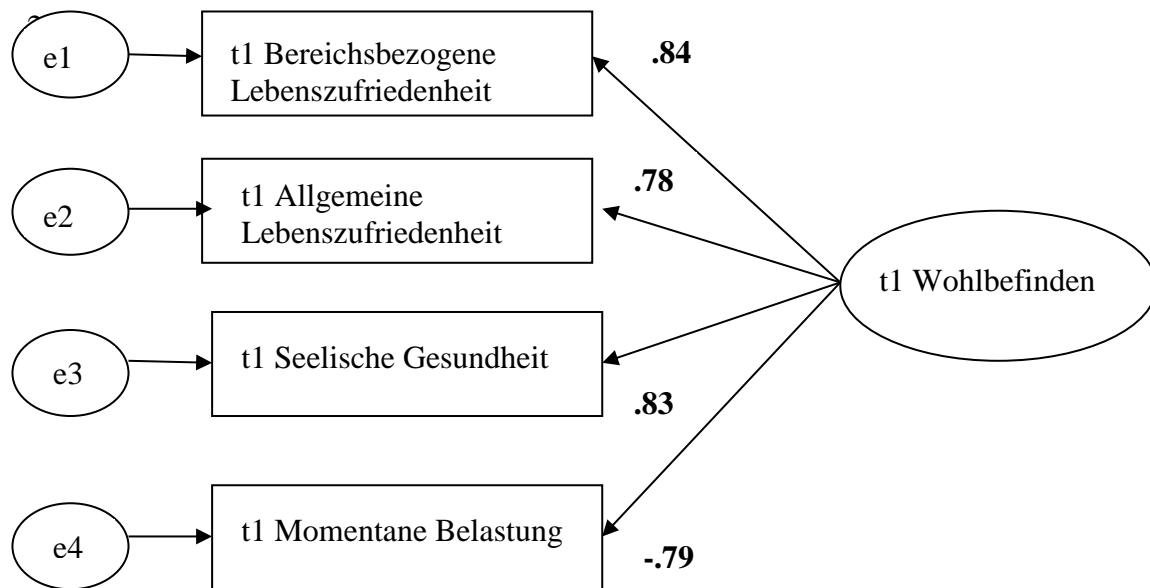 e1
t1 Bereichsbezogene
Lebenszufriedenheit
.84
e2
t1 Allgemeine
Lebenszufriedenheit
.78
t1 Wohlbefinden
e3
t1 Seelische Gesundheit
.83
e4
t1 Momentane Belastung
-.79